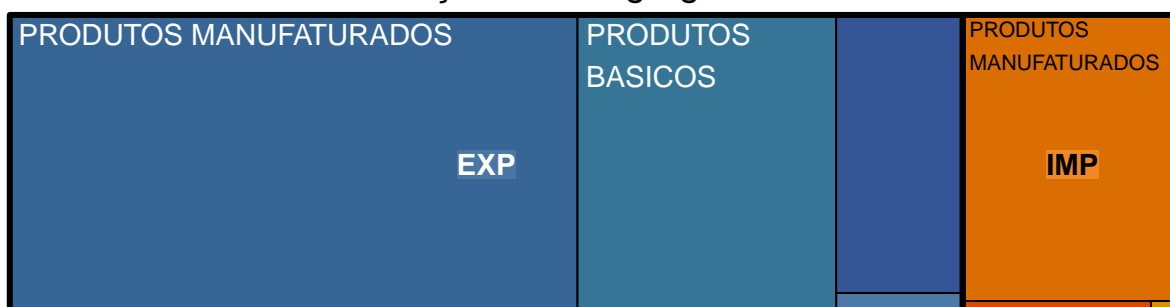 PRODUTOS MANUFATURADOS
PRODUTOS
BASICOS
EXP
PRODUTOS
MANUFATURADOS
IMP